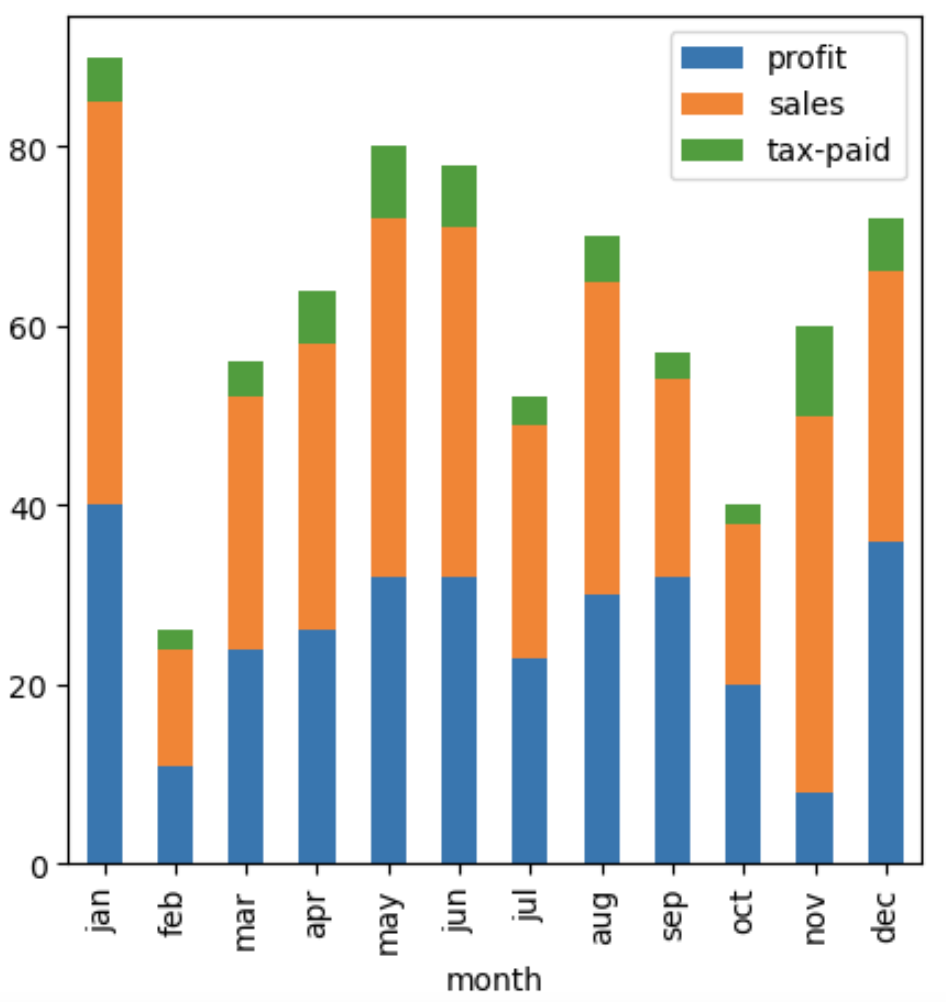 profit
sales
tax-paid
80
60
40
20
0
jan feb mar apr may jun jul aug sep oct nov dec
month